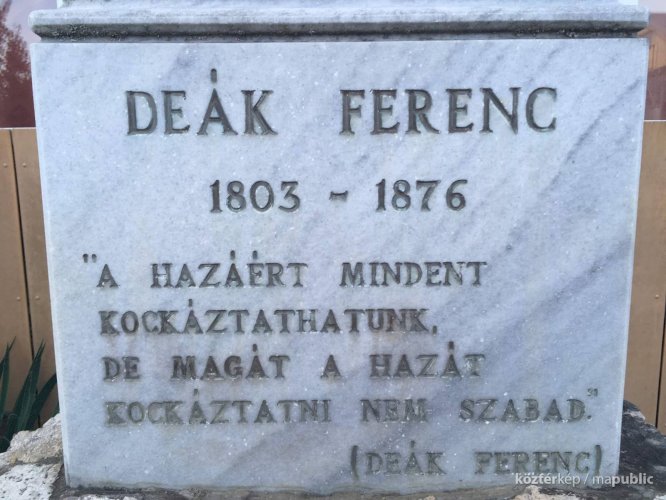 DEÁK FERENC
1803 - 1876
"A HAZÁÉRT MINDENT
KOCKÁZTATHATUNK,
DE MAGÁT A HAZÁT
KOCKÁZTATNI NEM SZABAD."
(DEÁK FERENC)
köztérkép / mapublic